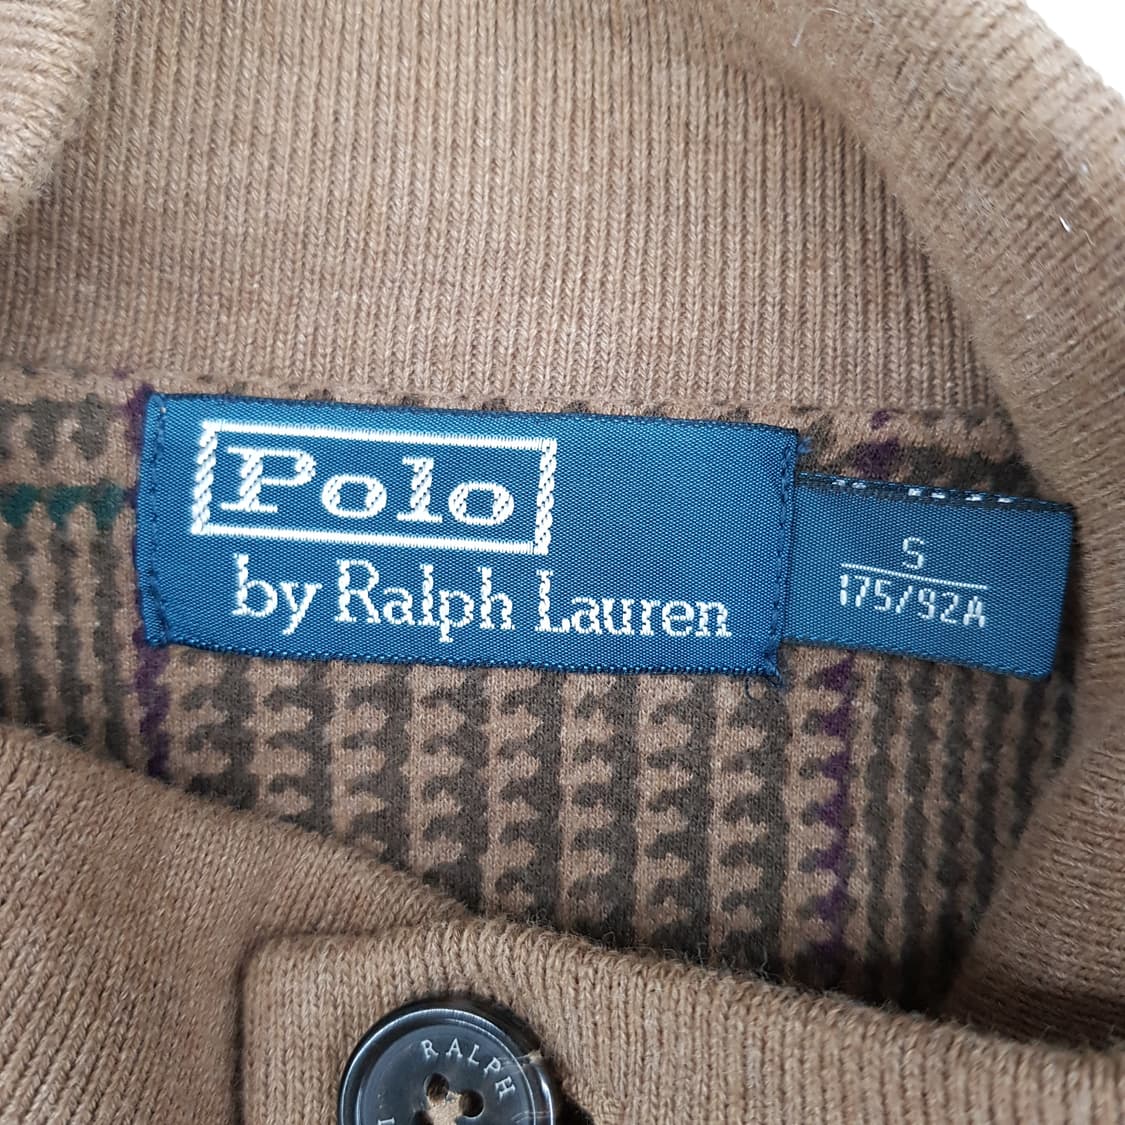 Polo
by Ralph Lauren
S
175/92A
RALPH